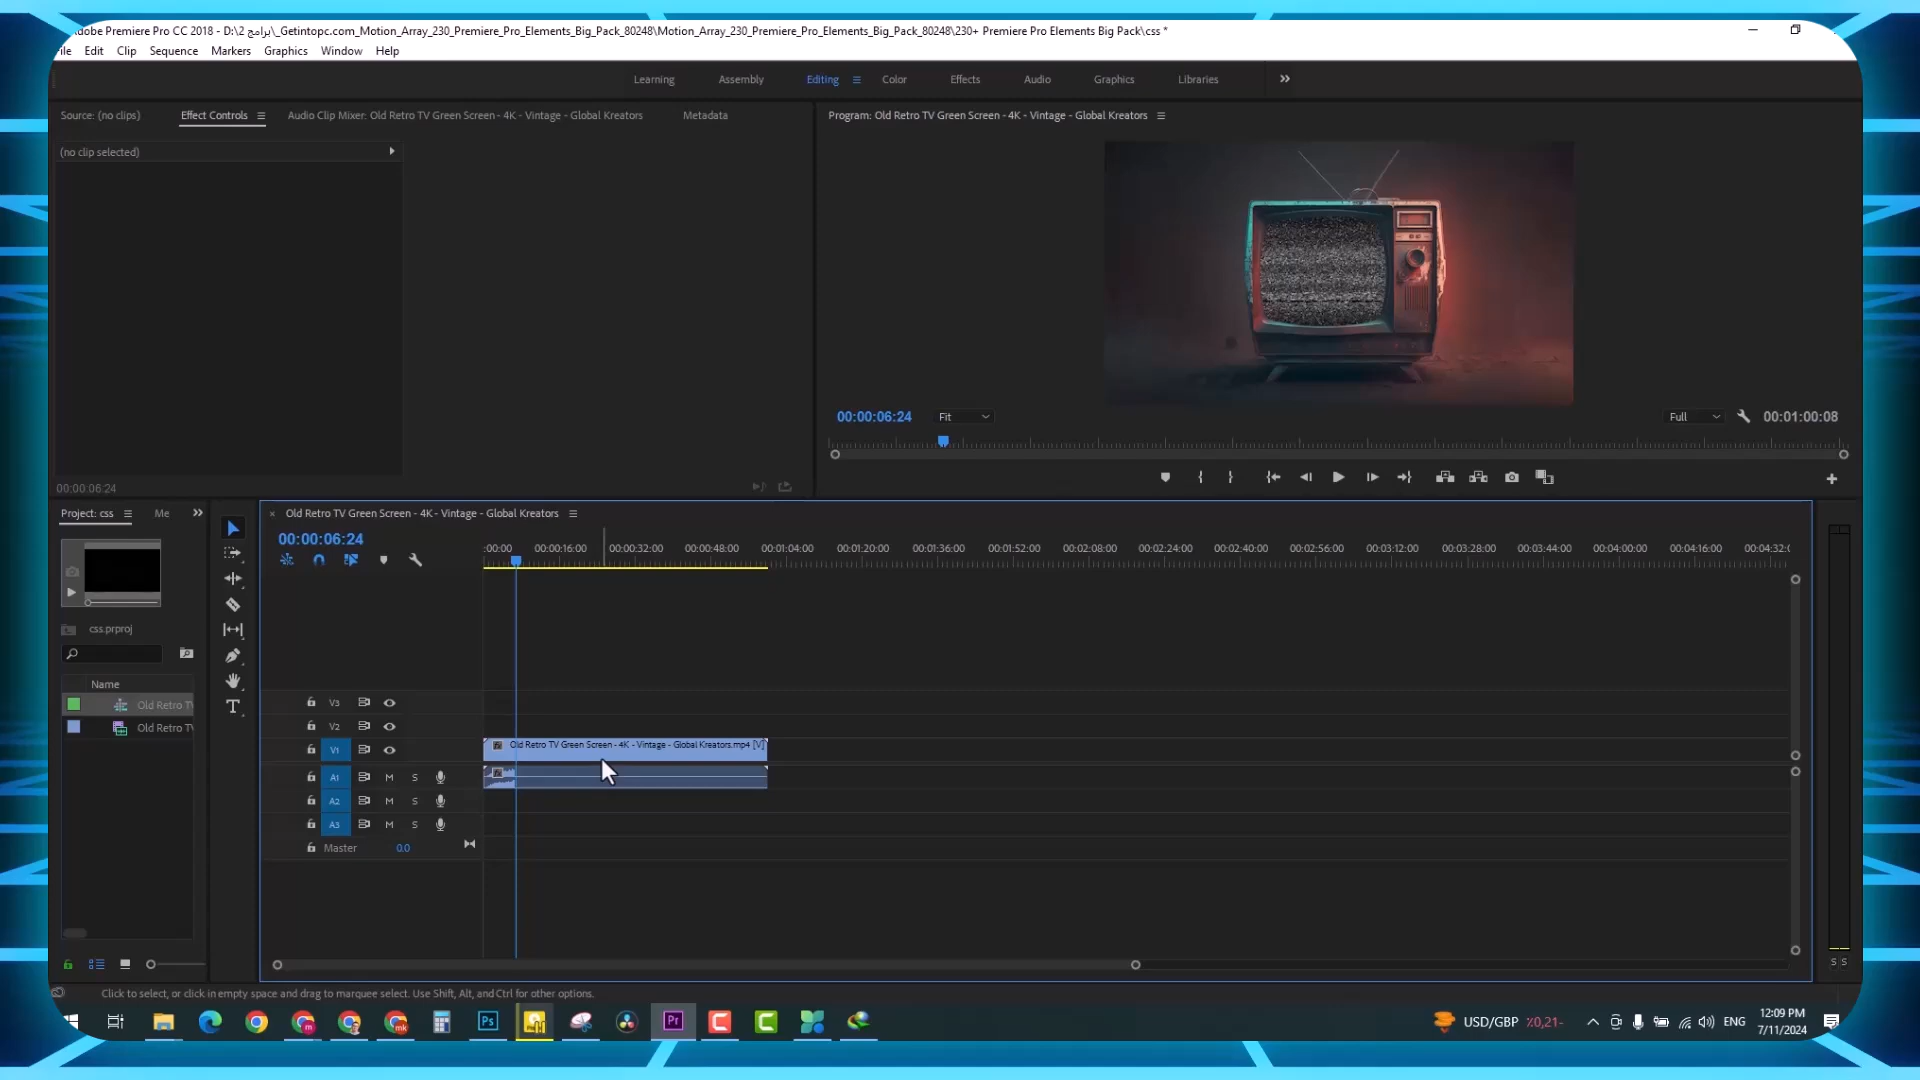 dobe Premiere Pro CC 2018 - D:\2 برامج\_Getintopc.com_Motion_Array_230_Premiere_Pro_Elements_Big_Pack_80248\Motion_Array_230_Premiere_Pro_Elements_Big_Pack_80248\230+ Premiere Pro Elements Big Pack\css *
ile Edit Clip Sequence Markers Graphics Window Help
Learning Assembly Editing Color Effects Audio Graphics Libraries
Source: (no clips) Effect Controls Audio Clip Mixer: Old Retro TV Green Screen - 4K - Vintage - Global Kreators Metadata
Program: Old Retro TV Green Screen - 4K - Vintage - Global Kreators
(no clip selected)
00:00:06:24 Fit Full 00:01:00:08
00:00:06:24
Project: css Me
Old Retro TV Green Screen - 4K - Vintage - Global Kreators
00:00:06:24
:00:00 00:00:16:00 00:00:32:00 00:00:48:00 00:01:04:00 00:01:20:00 00:01:36:00 00:01:52:00 00:02:08:00 00:02:24:00 00:02:40:00 00:02:56:00 00:03:12:00 00:03:28:00 00:03:44:00 00:04:00:00 00:04:16:00 00:04:32:0
css.prproj
Name
Old Retro TV
Old Retro TV
V3
V2
V1 Old Retro TV Green Screen - 4K - Vintage - Global Kreators.mp4 [V]
A1 M S
A2 M S
A3 M S
Master 0.0
S S
Click to select, or click in empty space and drag to marquee select. Use Shift, Alt, and Ctrl for other options.
USD/GBP ٪0,21- ENG 12:09 PM
7/11/2024